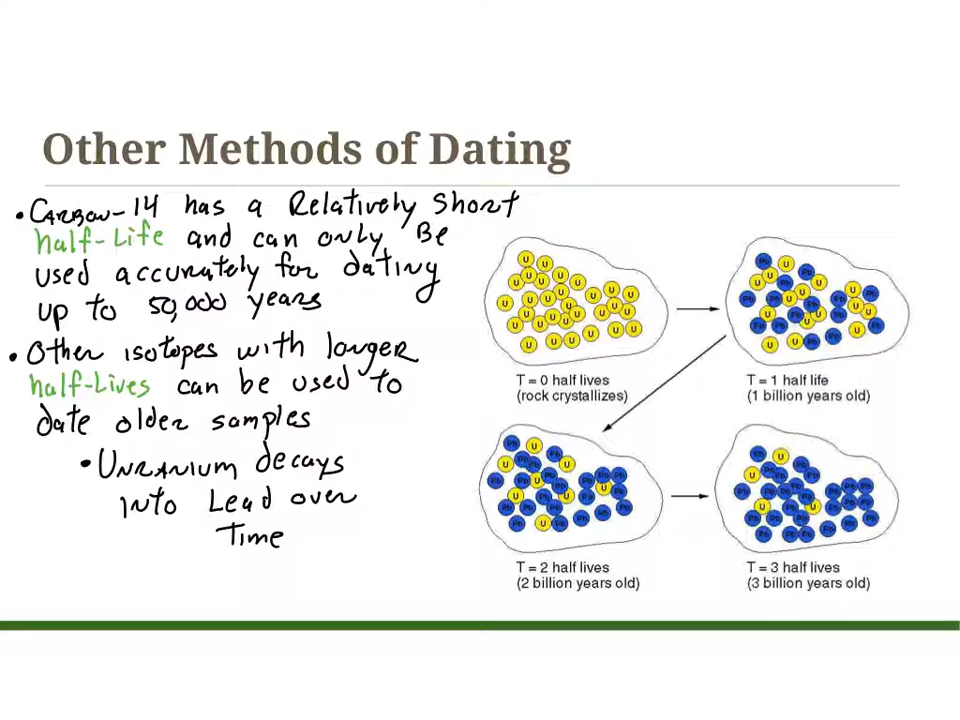 Other Methods of Dating
• Carbon-14 has a Relatively Short
half-Life and can only Be
used accurately for dating
up to 50,000 years
• Other isotopes with longer
half-Lives can be used to
date older samples
• Unranium decays
into Lead over
Time
T = 0 half lives
(rock crystallizes)
T = 1 half life
(1 billion years old)
T = 2 half lives
(2 billion years old)
T = 3 half lives
(3 billion years old)